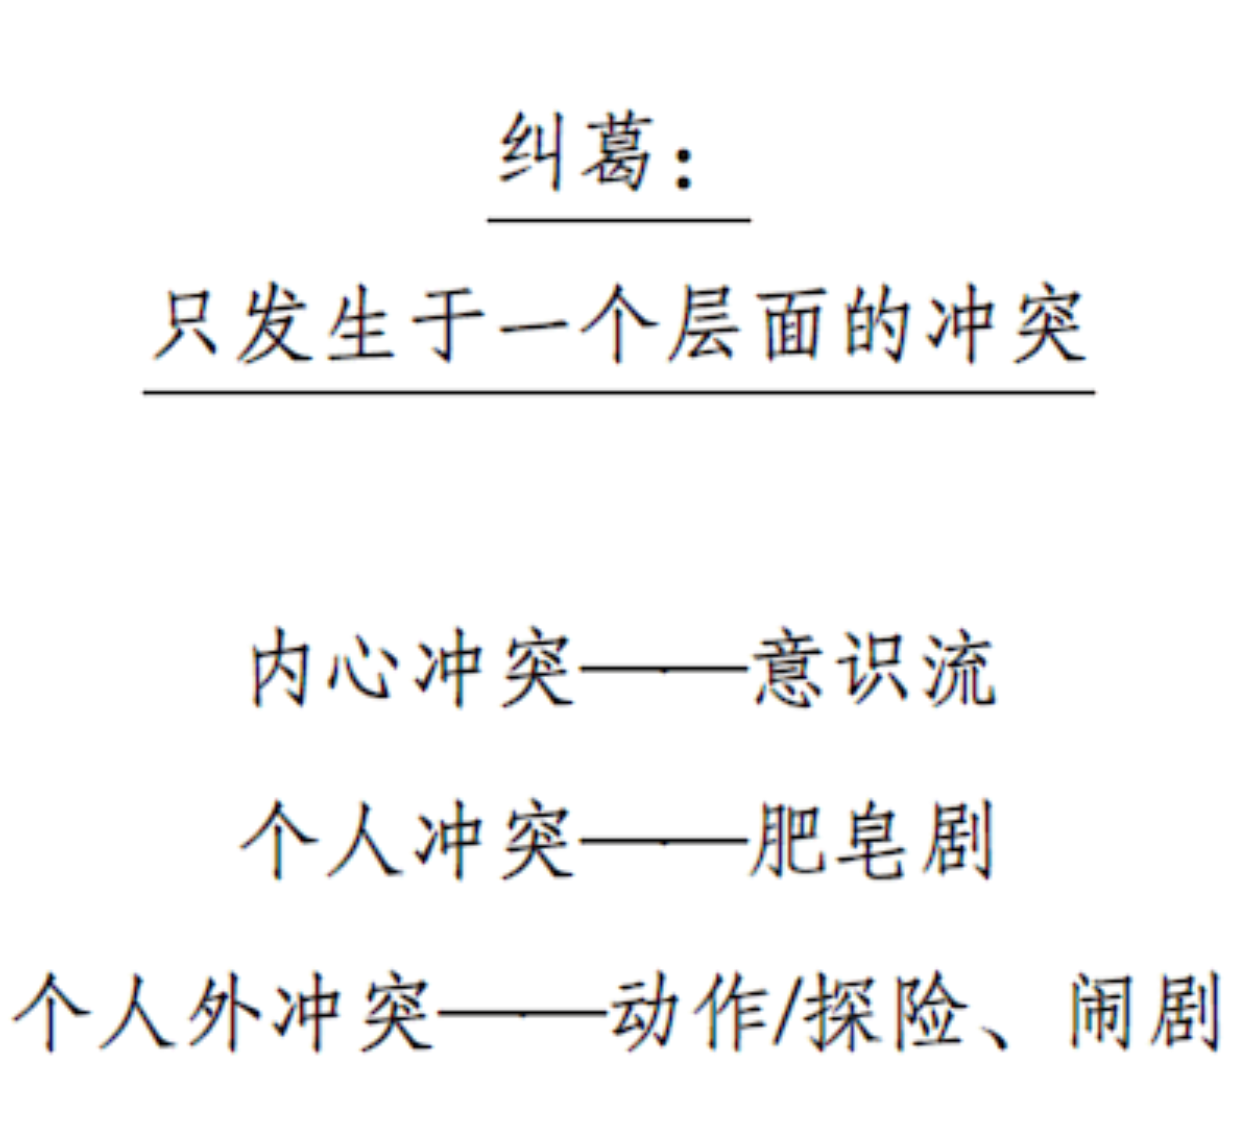 纠葛：
只发生于一个层面的冲突
内心冲突——意识流
个人冲突——肥皂剧
个人外冲突——动作/探险、闹剧